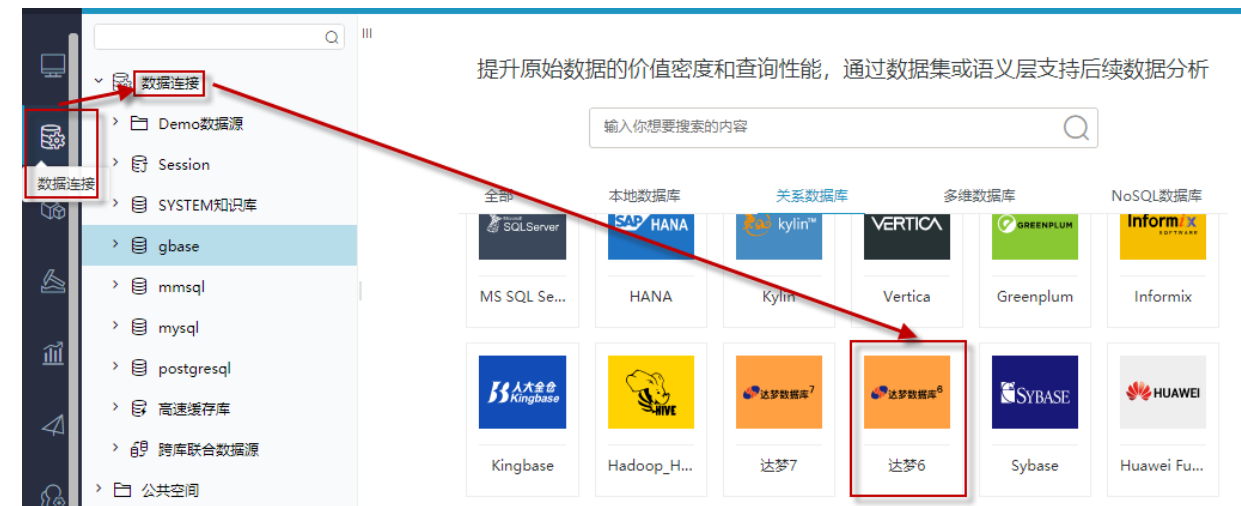 数据连接
Demo数据源
Session
SYSTEM知识库
gbase
mmsql
mysql
postgresql
高速缓存库
跨库联合数据源
公共空间
数据连接
提升原始数据的价值密度和查询性能，通过数据集或语义层支持后续数据分析
输入你想要搜索的内容
全部 本地数据库 关系数据库 多维数据库 NoSQL数据库
Microsoft SQLServer SAP HANA kylin™ VERTICA GREENPLUM Informix SOFTWARE
MS SQL Se... HANA Kylin Vertica Greenplum Informix
人大金仓 Kingbase HIVE 达梦数据库7 达梦数据库6 SYBASE HUAWEI
Kingbase Hadoop_H... 达梦7 达梦6 Sybase Huawei Fu...